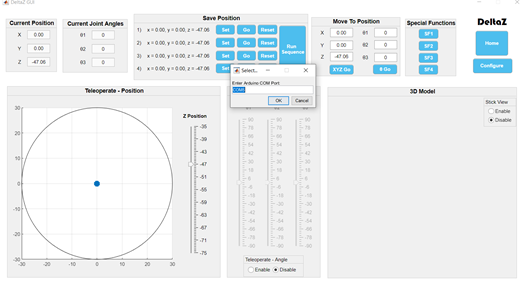 DeltaZ GUI
Current Position
X 0.00
Y 0.00
Z -47.06
Current Joint Angles
θ1 0
θ2 0
θ3 0
Save Position
1) x = 0.00, y = 0.00, z = -47.06 Set Go Reset
2) x = 0.00, y = 0.00, z = -47.06 Set Go Reset
3) x = 0.00, y = 0.00, z = -47.06 Set Go Reset
4) x = 0.00, y = 0.00, z = -47.06 Set Go Reset
Run
Sequence
Move To Position
X 0.00 θ1 0
Y 0.00 θ2 0
Z -47.06 θ3 0
XYZ Go θ Go
Special Functions
SF1
SF2
SF3
SF4
DeltaZ
Home
Configure
Select...
Enter Arduino COM Port:
OK Cancel
Teleoperate - Position
30
20
10
0
-10
-20
-30
-30 -20 -10 0 10 20 30
Z Position
-35
-39
-43
-47
-51
-55
-59
-63
-67
-71
-75
90 90 90
78 78 78
66 66 66
54 54 54
42 42 42
30 30 30
18 18 18
6 6 6
-6 -6 -6
-18 -18 -18
-30 -30 -30
-42 -42 -42
-54 -54 -54
-66 -66 -66
-78 -78 -78
-90 -90 -90
Teleoperate - Angle
Enable Disable
3D Model
Stick View
Enable
Disable